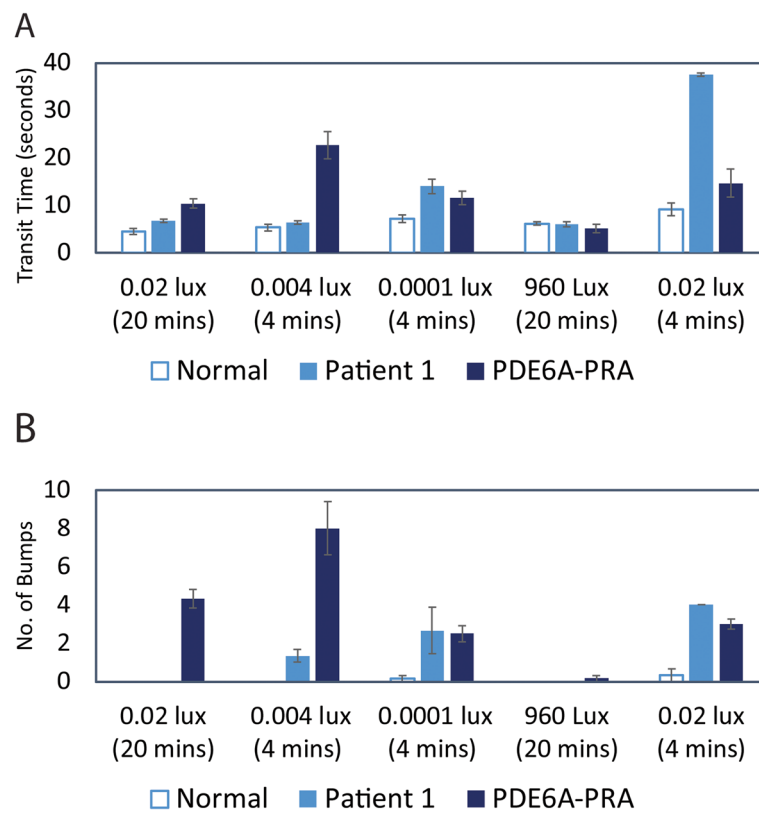 A
Transit Time (seconds)
40
30
20
10
0
0.02 lux 0.004 lux 0.0001 lux 960 Lux 0.02 lux
(20 mins) (4 mins) (4 mins) (20 mins) (4 mins)
Normal Patient 1 PDE6A-PRA
B
No. of Bumps
10
8
6
4
2
0
0.02 lux 0.004 lux 0.0001 lux 960 Lux 0.02 lux
(20 mins) (4 mins) (4 mins) (20 mins) (4 mins)
Normal Patient 1 PDE6A-PRA